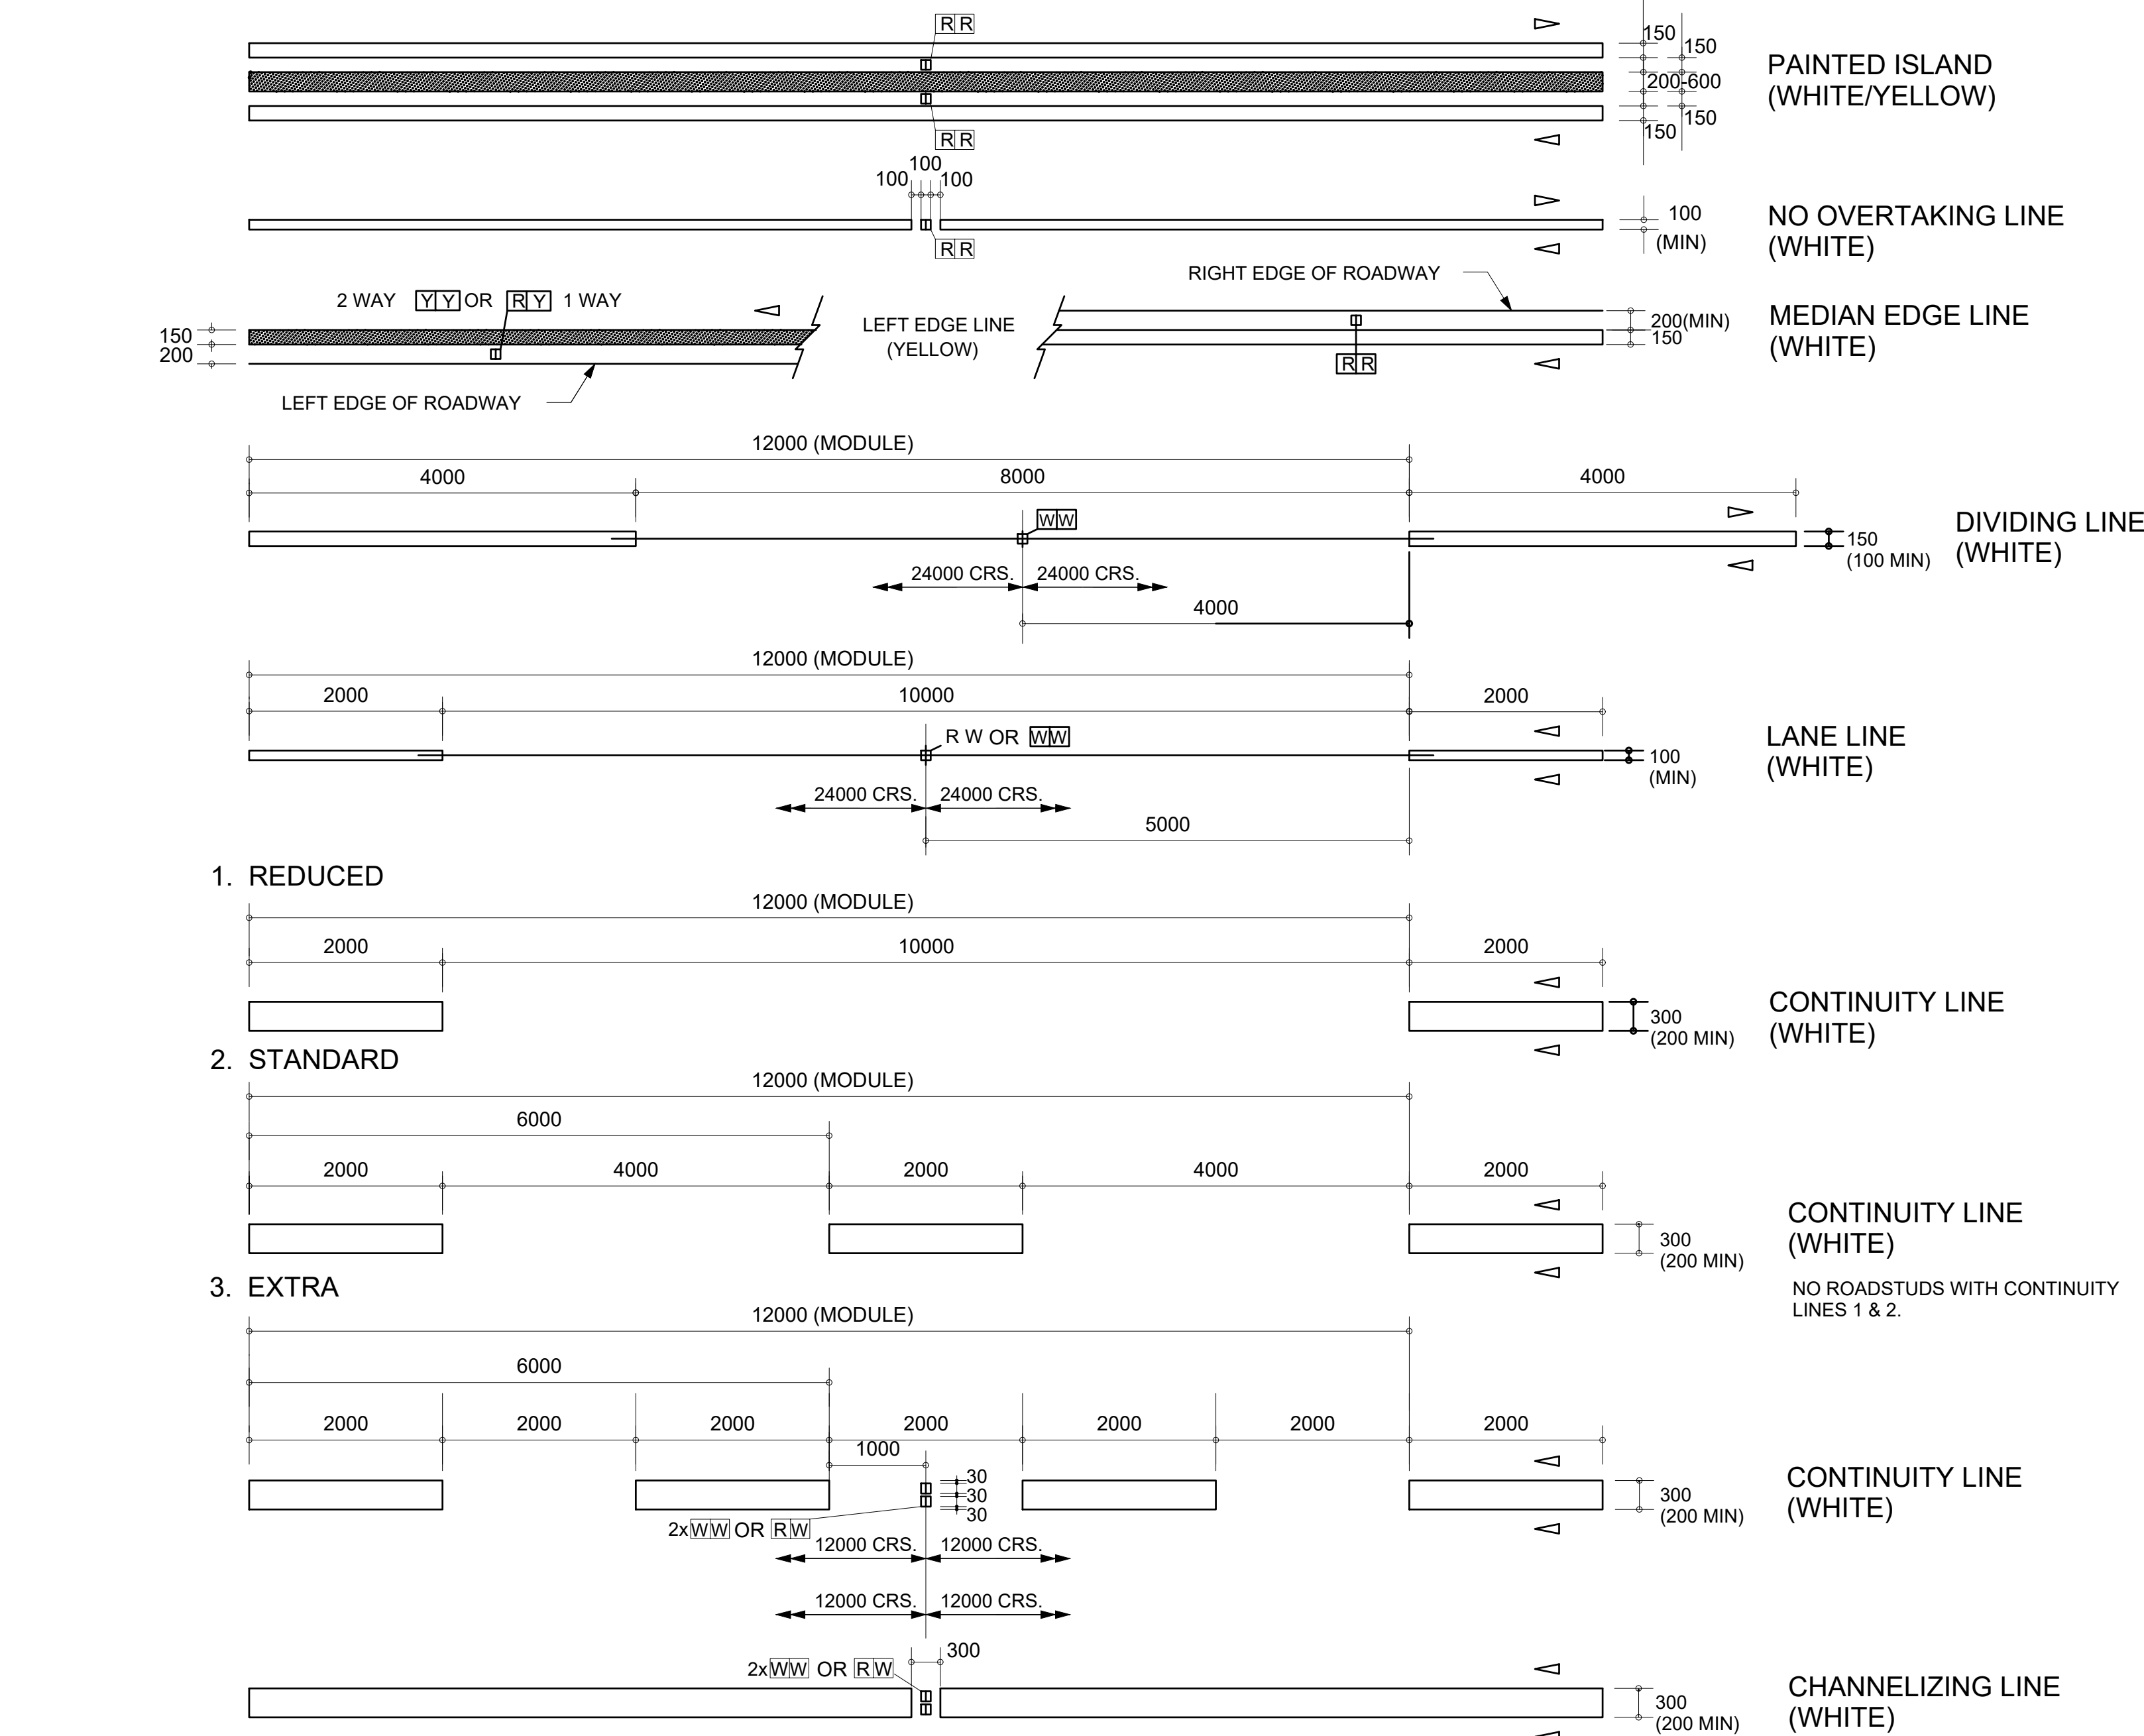 R R
150
150
PAINTED ISLAND
200-600
(WHITE/YELLOW)
150
150
R R
100
100 100
100
NO OVERTAKING LINE
(MIN)
(WHITE)
R R
RIGHT EDGE OF ROADWAY
2 WAY Y Y OR R Y 1 WAY
150
200
LEFT EDGE LINE
(YELLOW)
200(MIN)
150
MEDIAN EDGE LINE
(WHITE)
R R
LEFT EDGE OF ROADWAY
12000 (MODULE)
4000 8000 4000
W W
DIVIDING LINE
(WHITE)
150
(100 MIN)
24000 CRS. 24000 CRS.
4000
12000 (MODULE)
2000 10000 2000
R W OR W W
LANE LINE
(WHITE)
100
(MIN)
24000 CRS. 24000 CRS.
5000
1. REDUCED
12000 (MODULE)
2000 10000 2000
CONTINUITY LINE
(WHITE)
300
(200 MIN)
2. STANDARD
12000 (MODULE)
6000
2000 4000 2000 4000 2000
CONTINUITY LINE
(WHITE)
300
(200 MIN)
3. EXTRA
NO ROADSTUDS WITH CONTINUITY
LINES 1 & 2.
12000 (MODULE)
6000
2000 2000 2000 2000 2000 2000 2000
1000
30
30
30
CONTINUITY LINE
(WHITE)
300
(200 MIN)
2x W W OR R W
12000 CRS. 12000 CRS.
12000 CRS. 12000 CRS.
300
2x W W OR R W
CHANNELIZING LINE
(WHITE)
300
(200 MIN)